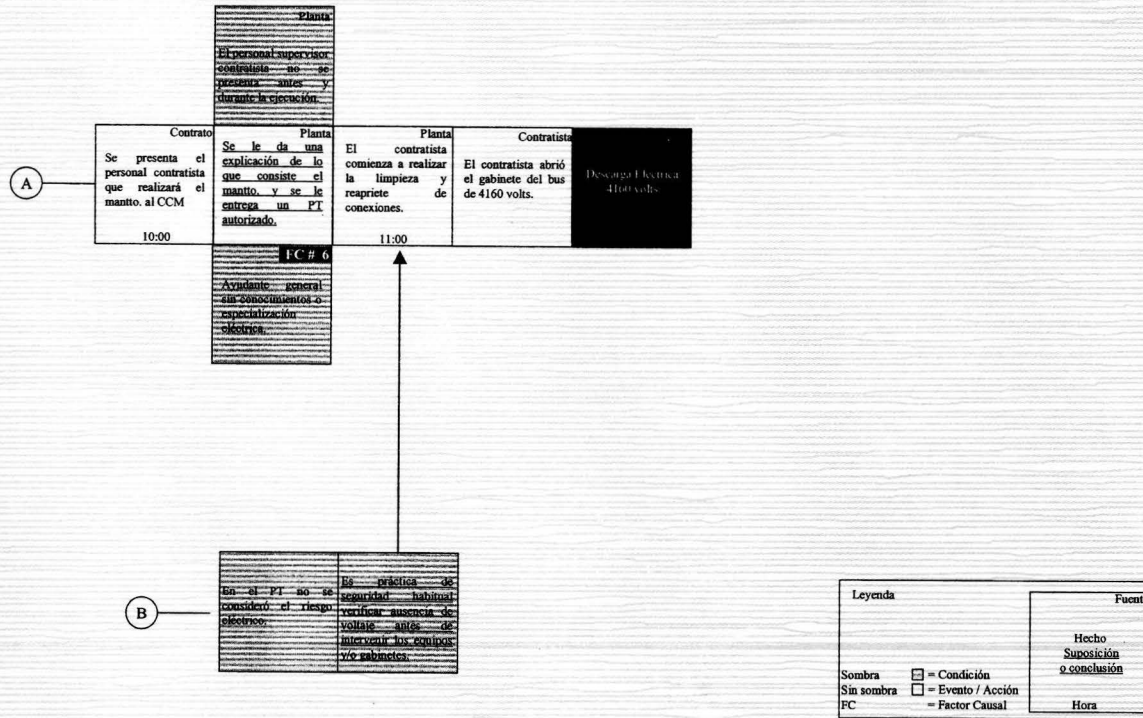 Planta
El personal supervisor
contratista no se
presenta antes y
durante la ejecución.
A
Contrato
Se presenta el
personal contratista
que realizará el
mantto. al CCM
10:00
Planta
Se le da una
explicación de lo
que consiste el
mantto. y se le
entrega un PT
autorizado.
Planta
El contratista
comienza a realizar
la limpieza y
reapriete de
conexiones.
11:00
Contratista
El contratista abrió
el gabinete del bus
de 4160 volts.
Descarga Electrica
4160 volts
FC # 6
Ayudante general
sin conocimientos o
especialización
eléctrica.
B
En el PT no se
consideró el riesgo
eléctrico.
Es práctica de
seguridad habitual
verificar ausencia de
voltaje antes de
intervenir los equipos
y/o gabinetes.
Leyenda
Sombra = Condición
Sin sombra = Evento / Acción
FC = Factor Causal
Fuent
Hecho
Suposición
o conclusión
Hora